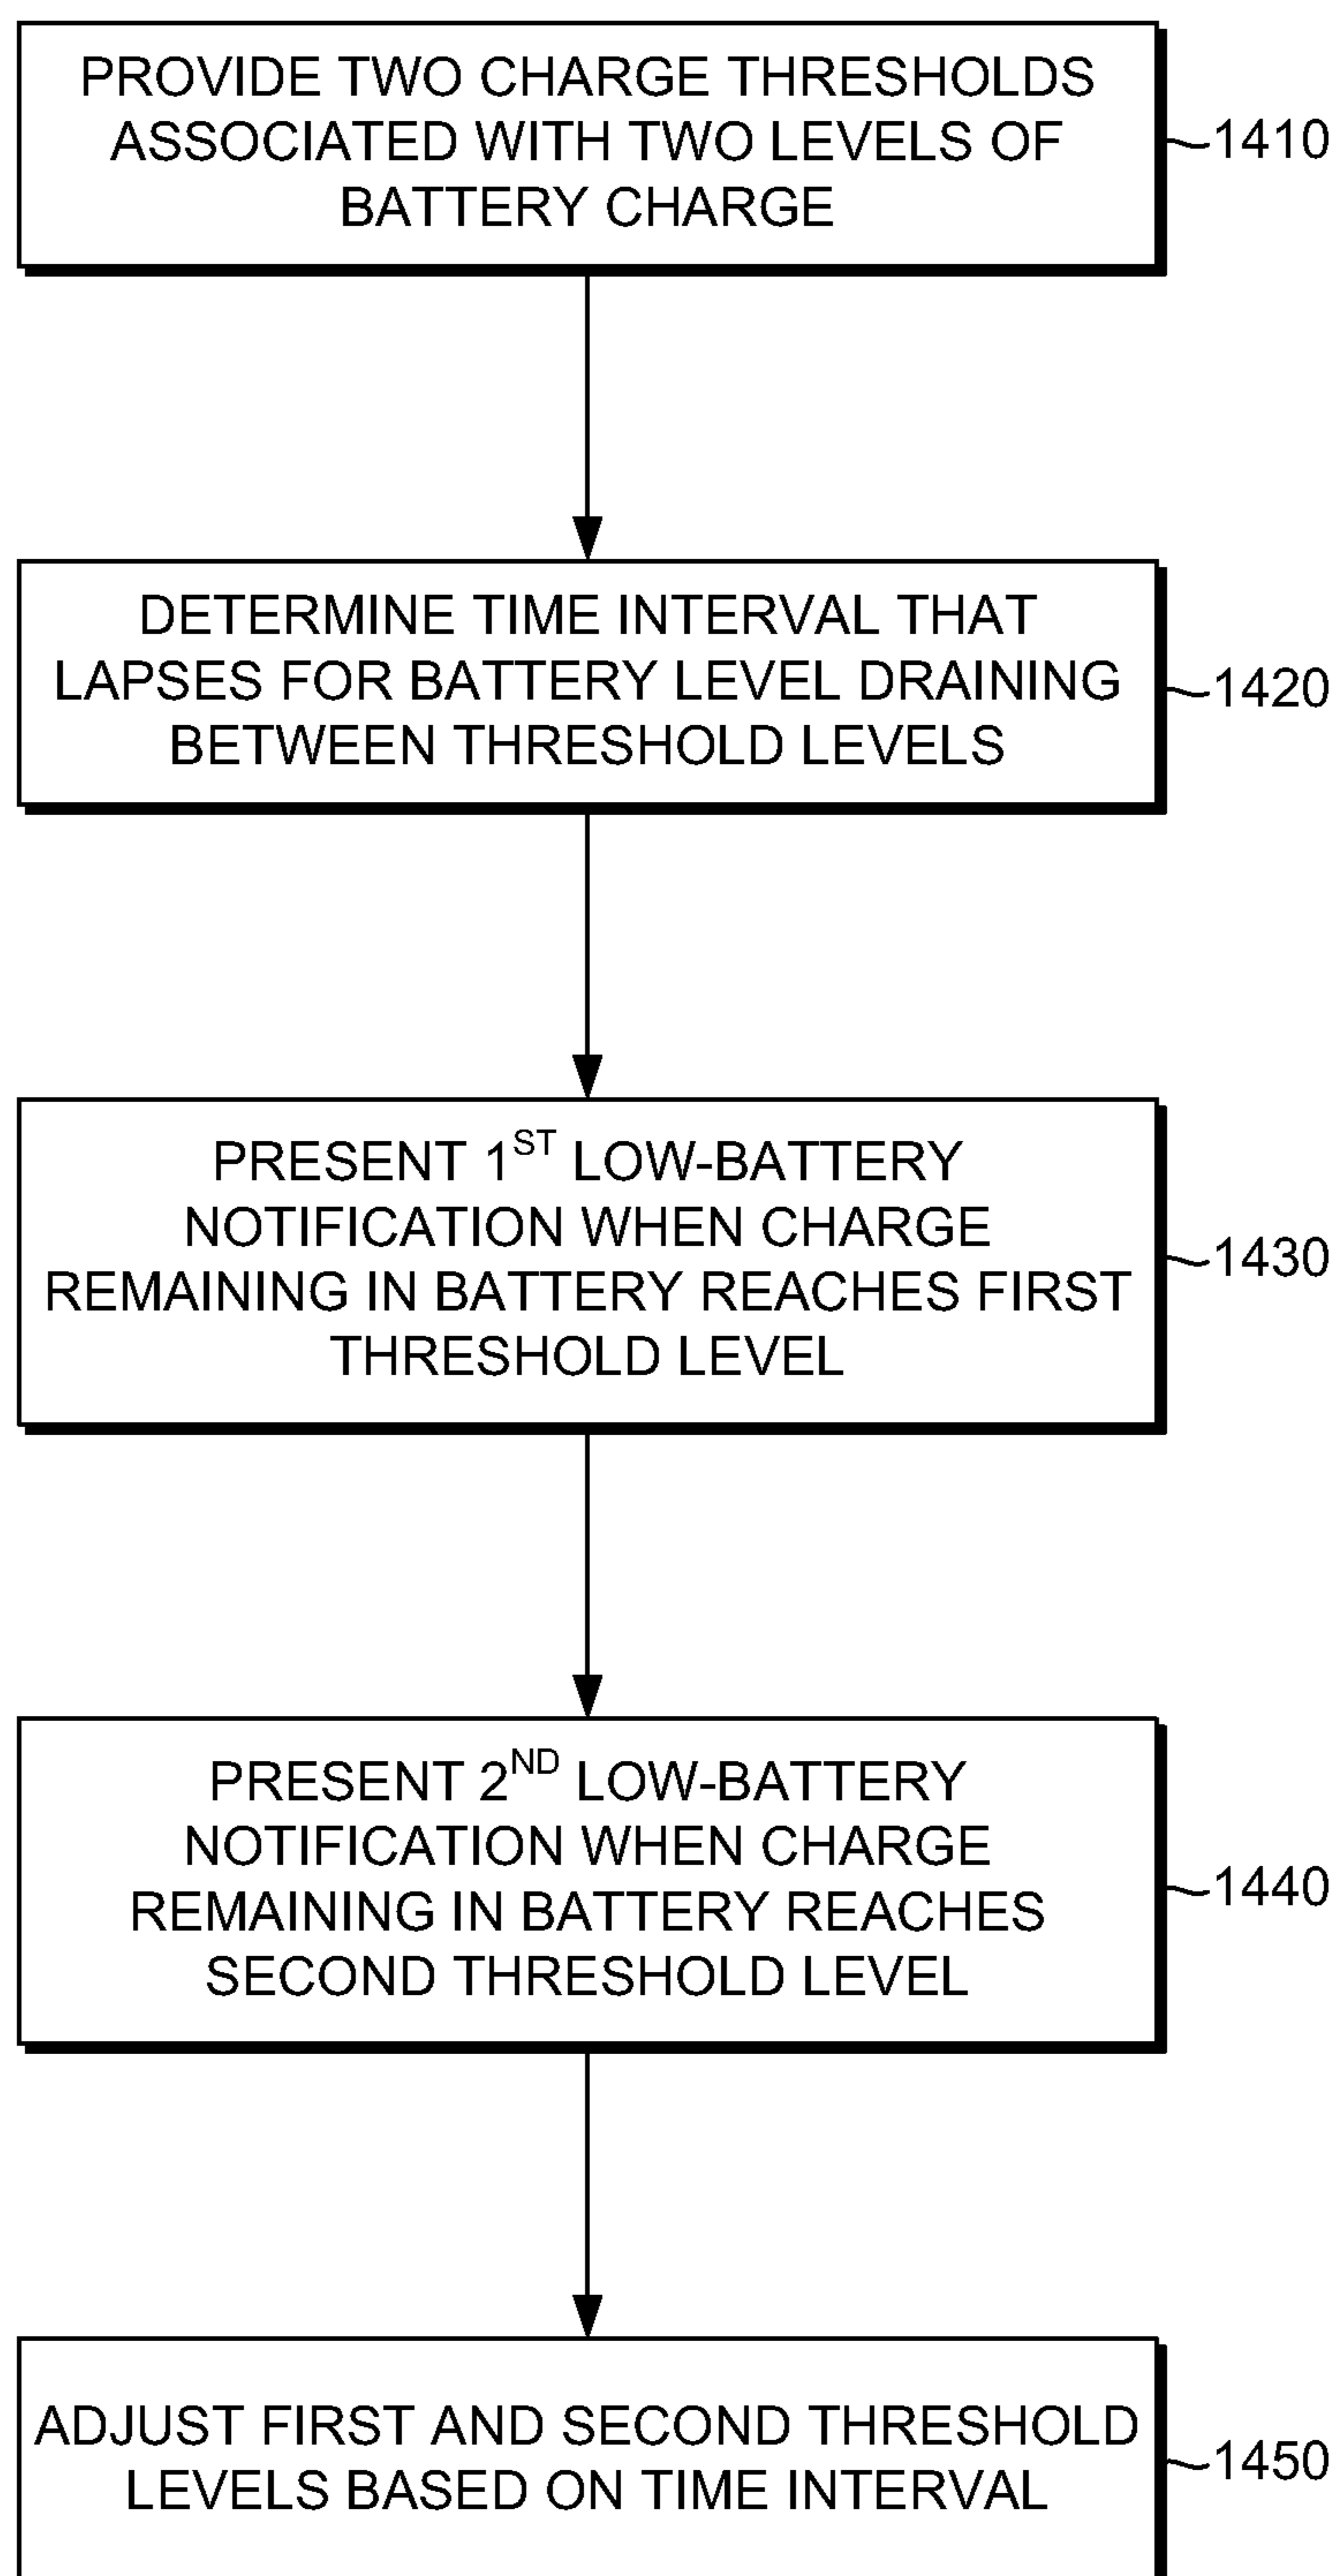 PROVIDE TWO CHARGE THRESHOLDS
ASSOCIATED WITH TWO LEVELS OF
BATTERY CHARGE
1410
DETERMINE TIME INTERVAL THAT
LAPSES FOR BATTERY LEVEL DRAINING
BETWEEN THRESHOLD LEVELS
1420
PRESENT 1ST LOW-BATTERY
NOTIFICATION WHEN CHARGE
REMAINING IN BATTERY REACHES FIRST
THRESHOLD LEVEL
1430
PRESENT 2ND LOW-BATTERY
NOTIFICATION WHEN CHARGE
REMAINING IN BATTERY REACHES
SECOND THRESHOLD LEVEL
1440
ADJUST FIRST AND SECOND THRESHOLD
LEVELS BASED ON TIME INTERVAL
1450